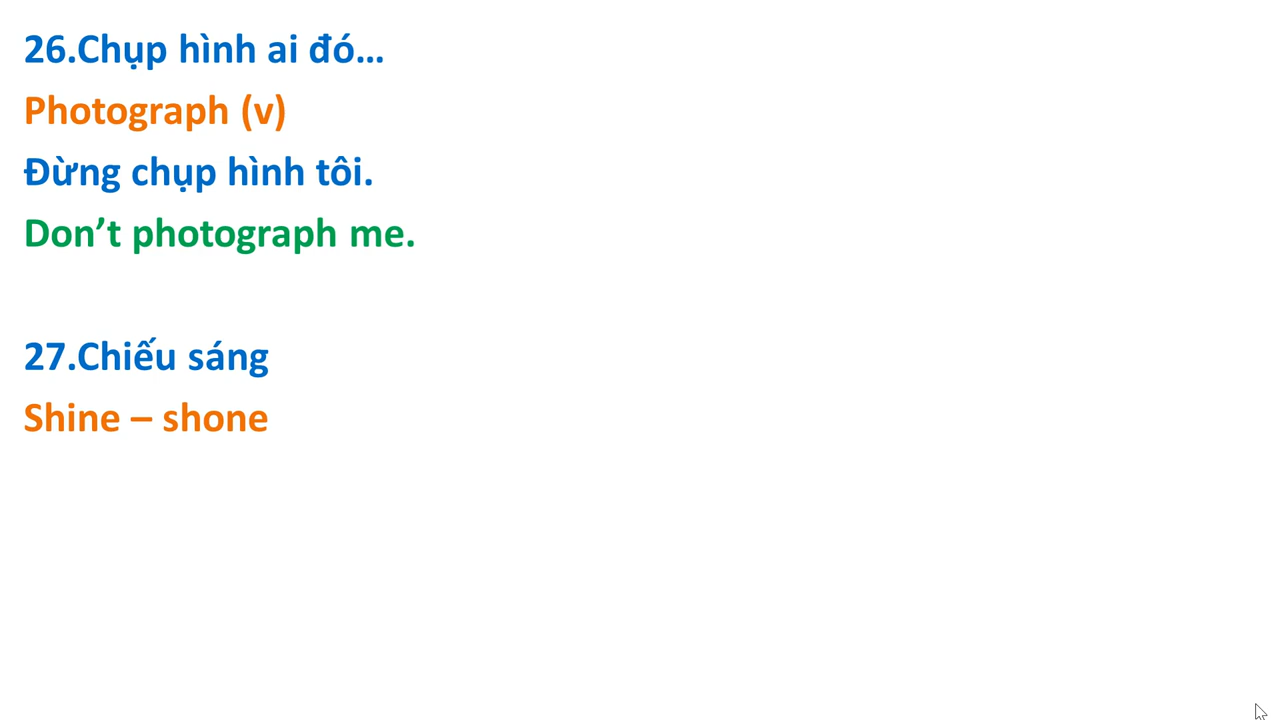 26.Chụp hình ai đó...
Photograph (v)
Đừng chụp hình tôi.
Don’t photograph me.
27.Chiếu sáng
Shine – shone